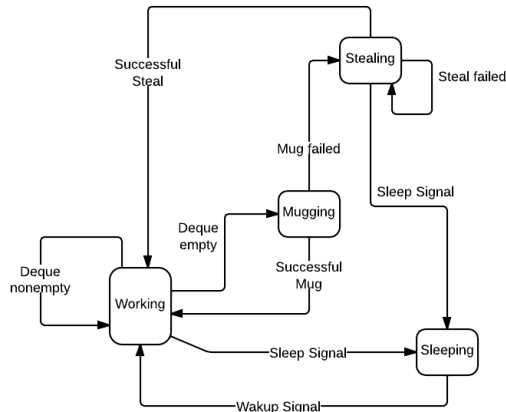 Successful
Steal
Stealing
Steal failed
Mug failed
Sleep Signal
Mugging
Deque
empty
Successful
Mug
Deque
nonempty
Working
Sleep Signal
Sleeping
Wakup Signal